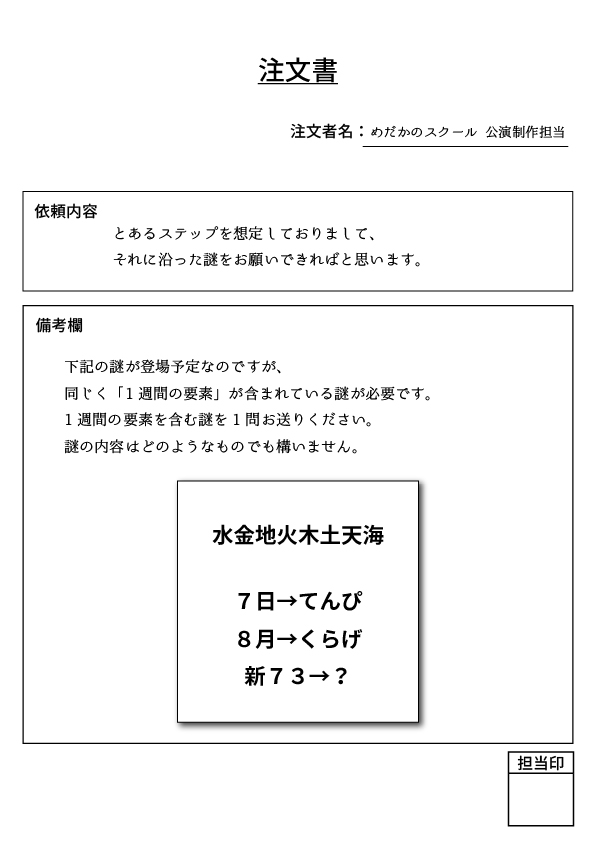 注文書
注文者名：めだかのスクール 公演制作担当
依頼内容
とあるステップを想定しておりまして、
それに沿った謎をお願いできればと思います。
備考欄
下記の謎が登場予定なのですが、
同じく「1 週間の要素」が含まれている謎が必要です。
1 週間の要素を含む謎を 1 問お送りください。
謎の内容はどのようなものでも構いません。
水金地火木土天海
７日→てんぴ
８月→くらげ
新７３→？
担当印